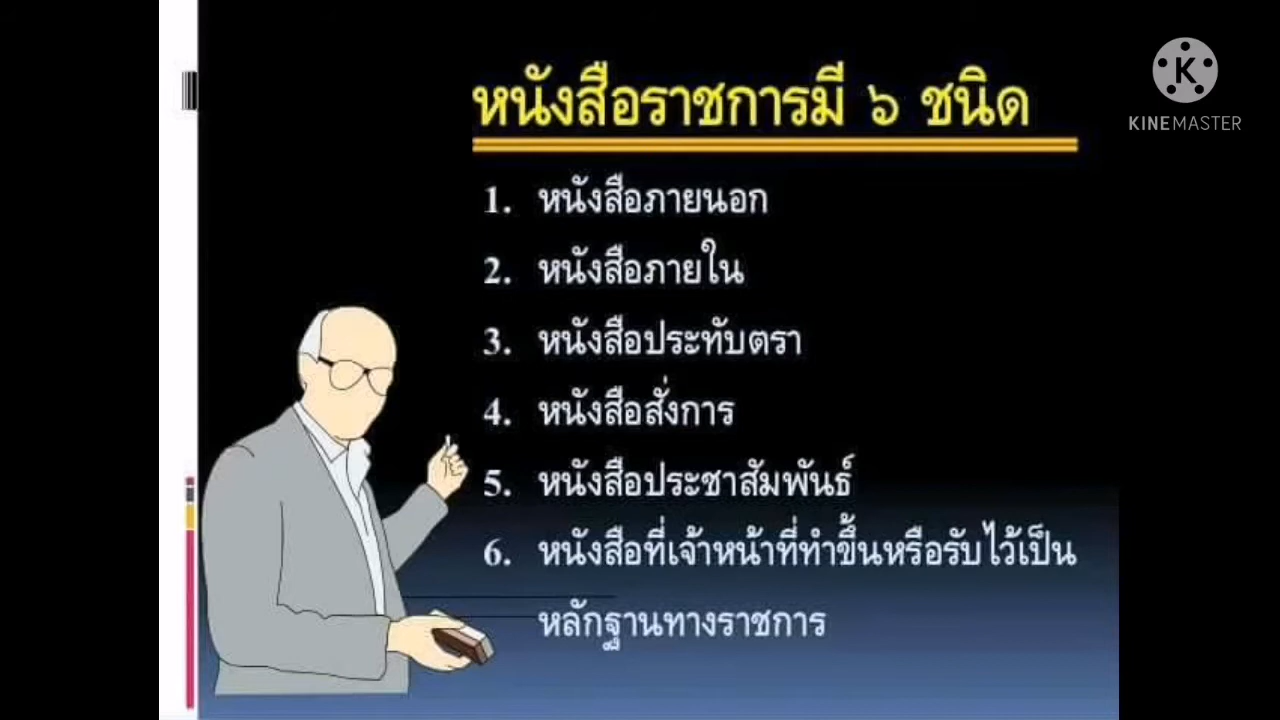 หนังสือราชการมี ๖ ชนิด
1. หนังสือภายนอก
2. หนังสือภายใน
3. หนังสือประทับตรา
4. หนังสือสั่งการ
5. หนังสือประชาสัมพันธ์
6. หนังสือที่เจ้าหน้าที่ทำขึ้นหรือรับไว้เป็น
หลักฐานทางราชการ
K
KINEMASTER